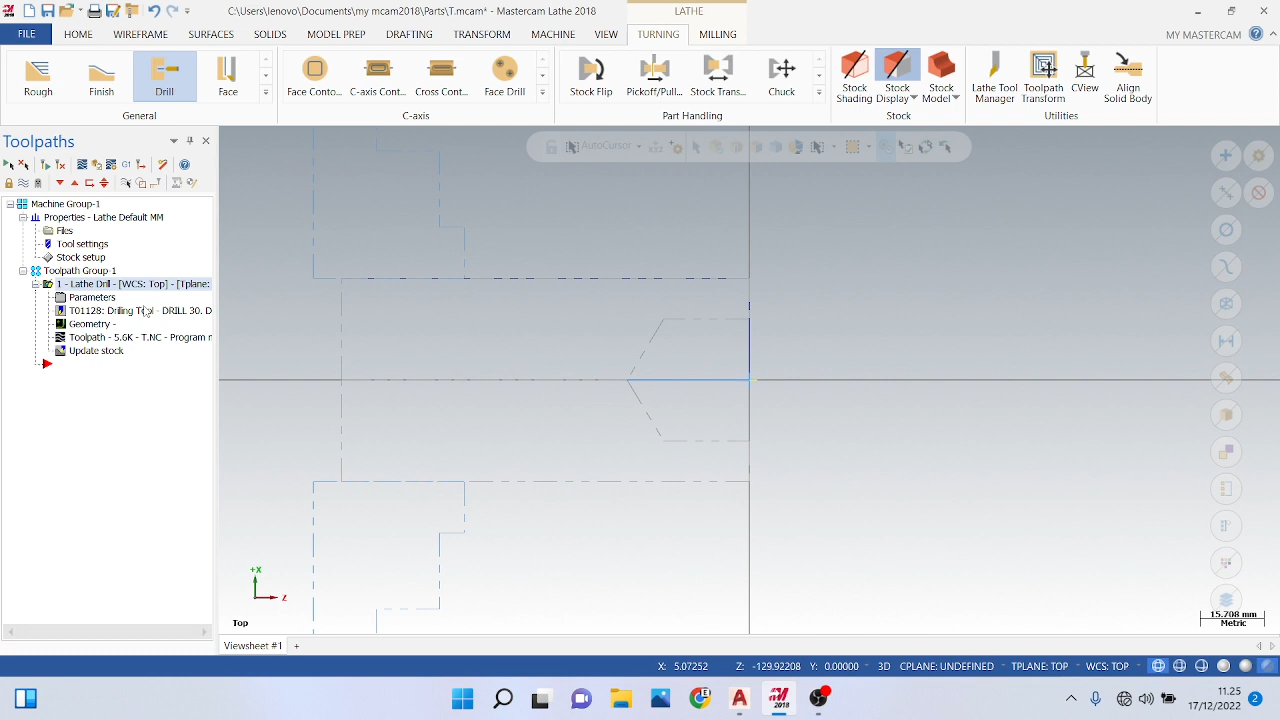 C:\Users\lenovo\Documents\my mcam2018\Parts\T.mcam - Mastercam Lathe 2018
LATHE
FILE HOME WIREFRAME SURFACES SOLIDS MODEL PREP DRAFTING TRANSFORM MACHINE VIEW TURNING MILLING MY MASTERCAM
Rough Finish Drill Face
Face Conto... C-axis Cont... Cross Cont... Face Drill
Stock Flip Pickoff/Pull... Stock Trans... Chuck
Stock Shading Stock Display Stock Model
Lathe Tool Manager Toolpath Transform CView Align Solid Body
General C-axis Part Handling Stock Utilities
Toolpaths
AutoCursor
Machine Group-1
Properties - Lathe Default MM
Files
Tool settings
Stock setup
Toolpath Group-1
1 - Lathe Drill - [WCS: Top] - [Tplane:
Parameters
T01128: Drilling Tool - DRILL 30. D
Geometry -
Toolpath - 5.6K - T.NC - Program n
Update stock
+X
Z
Top
15.708 mm
Metric
Viewsheet #1 +
X: 5.07252 Z: -129.92208 Y: 0.00000 3D CPLANE: UNDEFINED TPLANE: TOP WCS: TOP
2018
11.25
17/12/2022
2